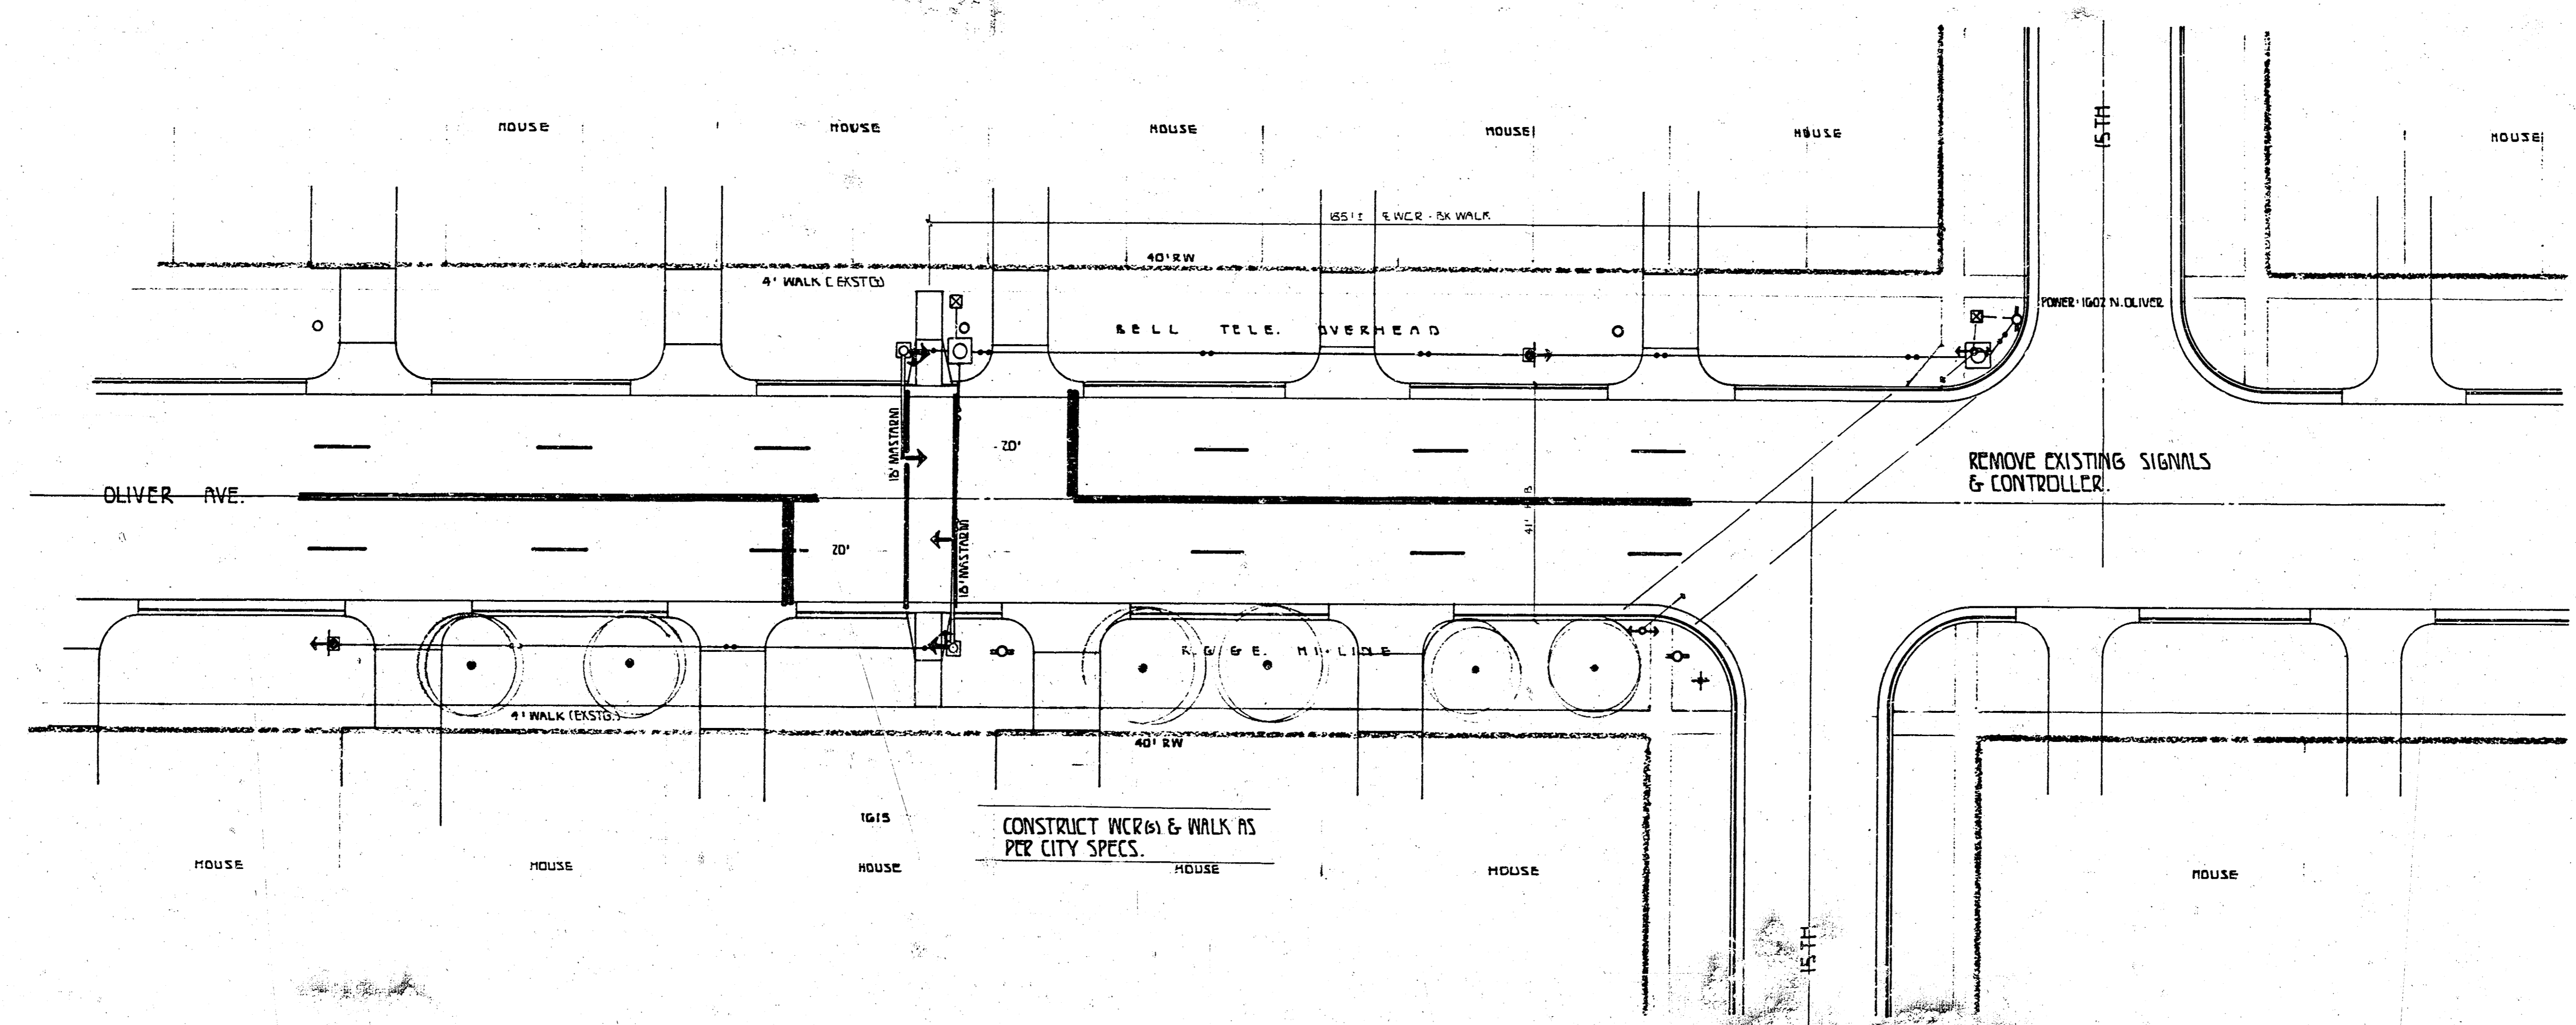 HOUSE
HOUSE
HOUSE
HOUSE
HOUSE
HOUSE
15TH
℄ WCR - BK WALK
40' RW
4' WALK (EXSTG)
POWER: 1602 N. OLIVER
BELL TELE. OVERHEAD
18' MASTARM
20'
REMOVE EXISTING SIGNALS
& CONTROLLER.
OLIVER AVE.
20'
18' MASTARM
41'
K.G.&E. HI-LINE
4' WALK (EXSTG.)
40' RW
1615
CONSTRUCT WCR(s) & WALK AS
PER CITY SPECS.
HOUSE
HOUSE
HOUSE
HOUSE
HOUSE
HOUSE
15TH